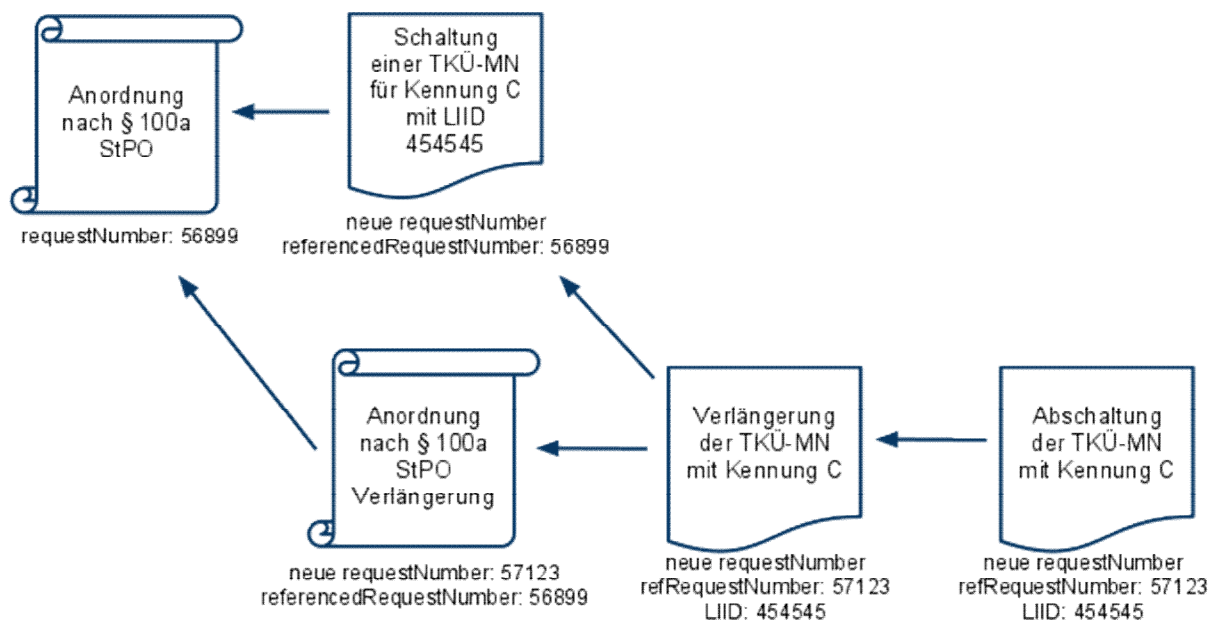 Anordnung
nach § 100a
StPO
requestNumber: 56899
Schaltung
einer TKÜ-MN
für Kennung C
mit LIID
454545
neue requestNumber
referencedRequestNumber: 56899
Anordnung
nach § 100a
StPO
Verlängerung
neue requestNumber: 57123
referencedRequestNumber: 56899
Verlängerung
der TKÜ-MN
mit Kennung C
neue requestNumber
refRequestNumber: 57123
LIID: 454545
Abschaltung
der TKÜ-MN
mit Kennung C
neue requestNumber
refRequestNumber: 57123
LIID: 454545